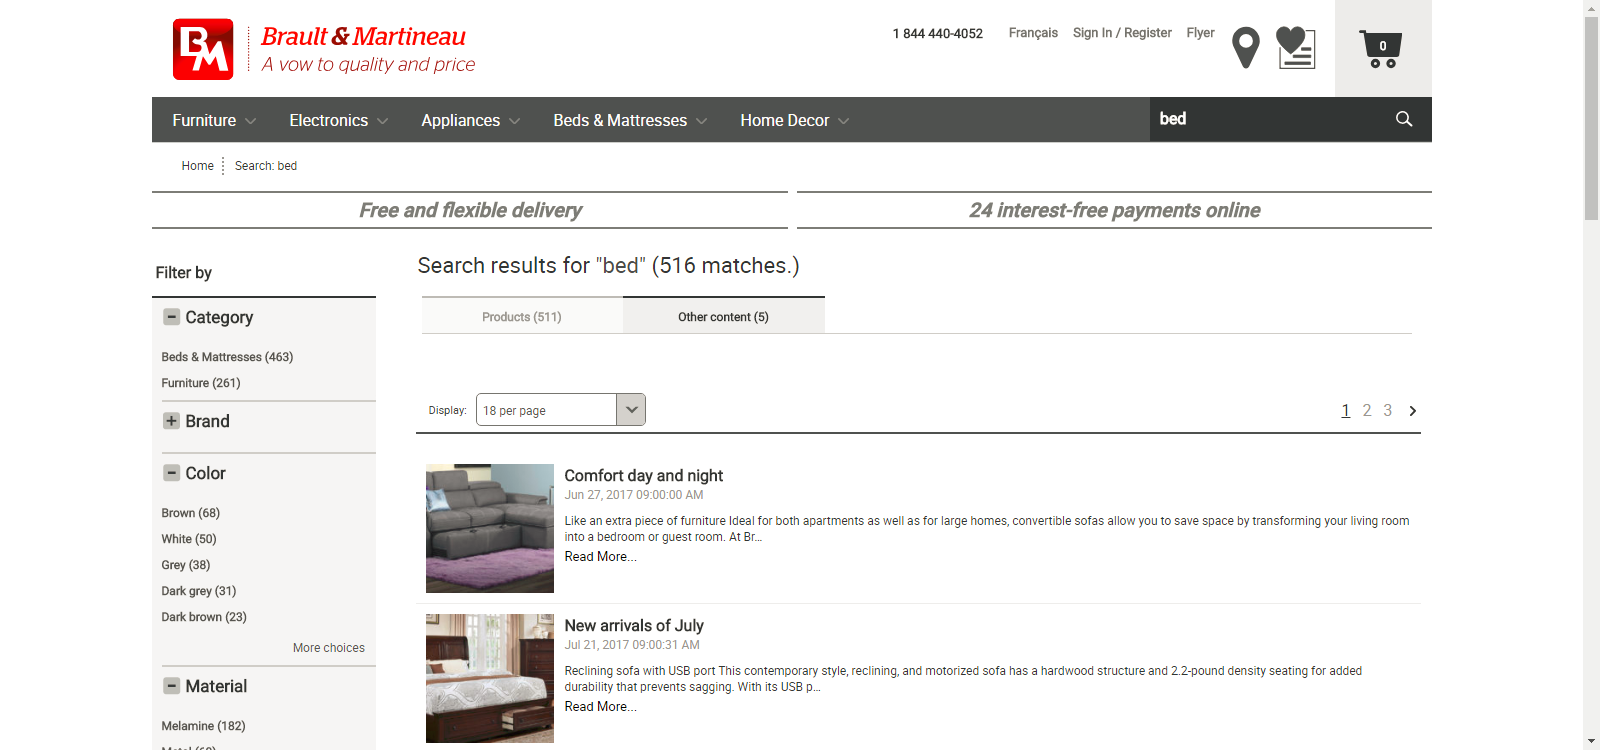 BM
Brault & Martineau
A vow to quality and price
1 844 440-4052
Français
Sign In / Register
Flyer
0
Furniture
Electronics
Appliances
Beds & Mattresses
Home Decor
bed
Home
Search: bed
Free and flexible delivery
24 interest-free payments online
Filter by
Category
Beds & Mattresses (463)
Furniture (261)
Brand
Color
Brown (68)
White (50)
Grey (38)
Dark grey (31)
Dark brown (23)
More choices
Material
Melamine (182)
Search results for "bed" (516 matches.)
Products (511)
Other content (5)
Display:
18 per page
1 2 3
Comfort day and night
Jun 27, 2017 09:00:00 AM
Like an extra piece of furniture Ideal for both apartments as well as for large homes, convertible sofas allow you to save space by transforming your living room
into a bedroom or guest room. At Br...
Read More...
New arrivals of July
Jul 21, 2017 09:00:31 AM
Reclining sofa with USB port This contemporary style, reclining, and motorized sofa has a hardwood structure and 2.2-pound density seating for added
durability that prevents sagging. With its USB p...
Read More...